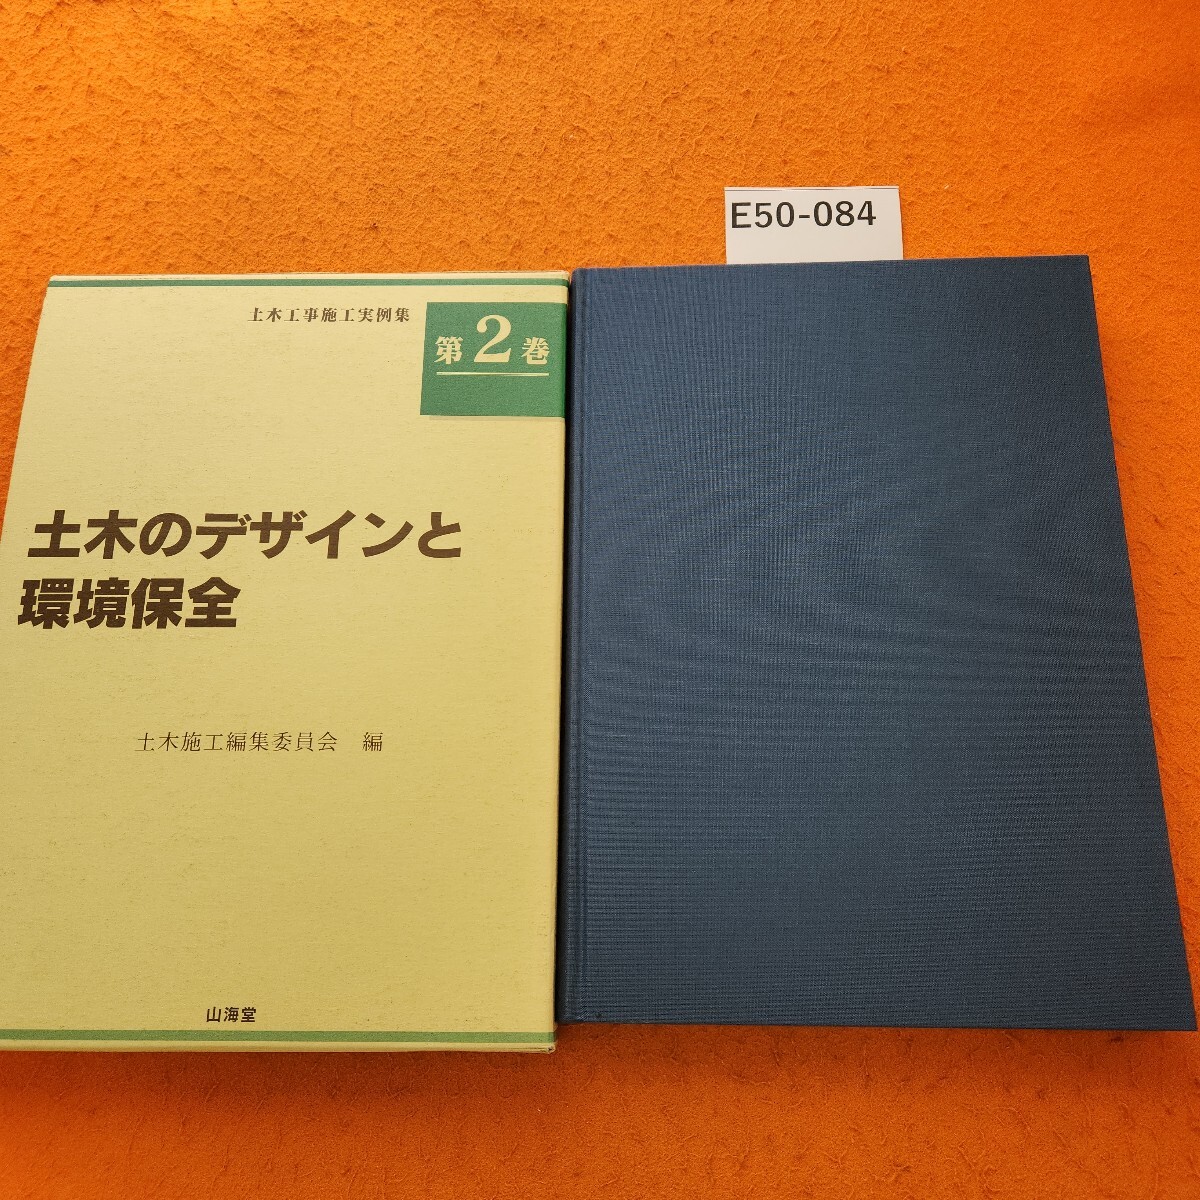 E50-084
土木工事施工実例集
第2巻
土木のデザインと
環境保全
土木施工編集委員会 編
山海堂